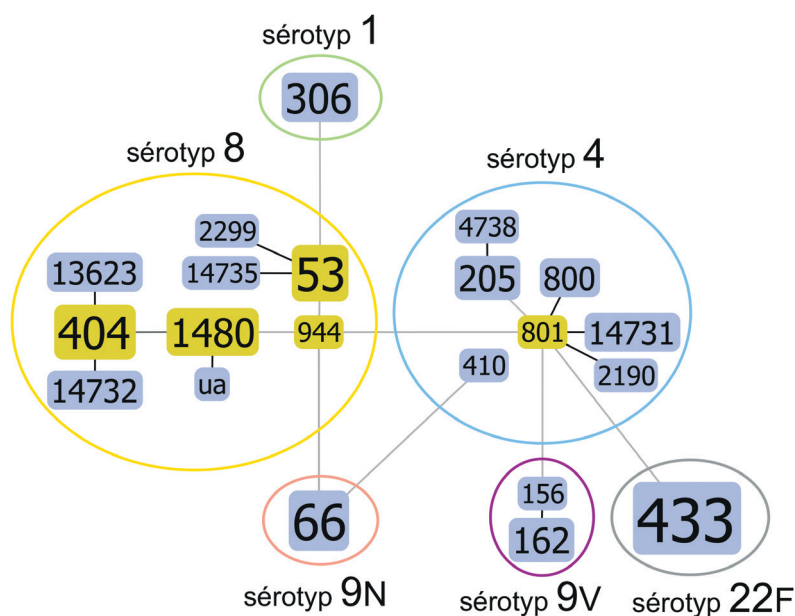 sérotyp 1
306
sérotyp 8
sérotyp 4
2299
14735
53
13623
404
1480
944
14732
ua
4738
205
800
801
14731
410
2190
66
156
162
433
sérotyp 9N
sérotyp 9V
sérotyp 22F